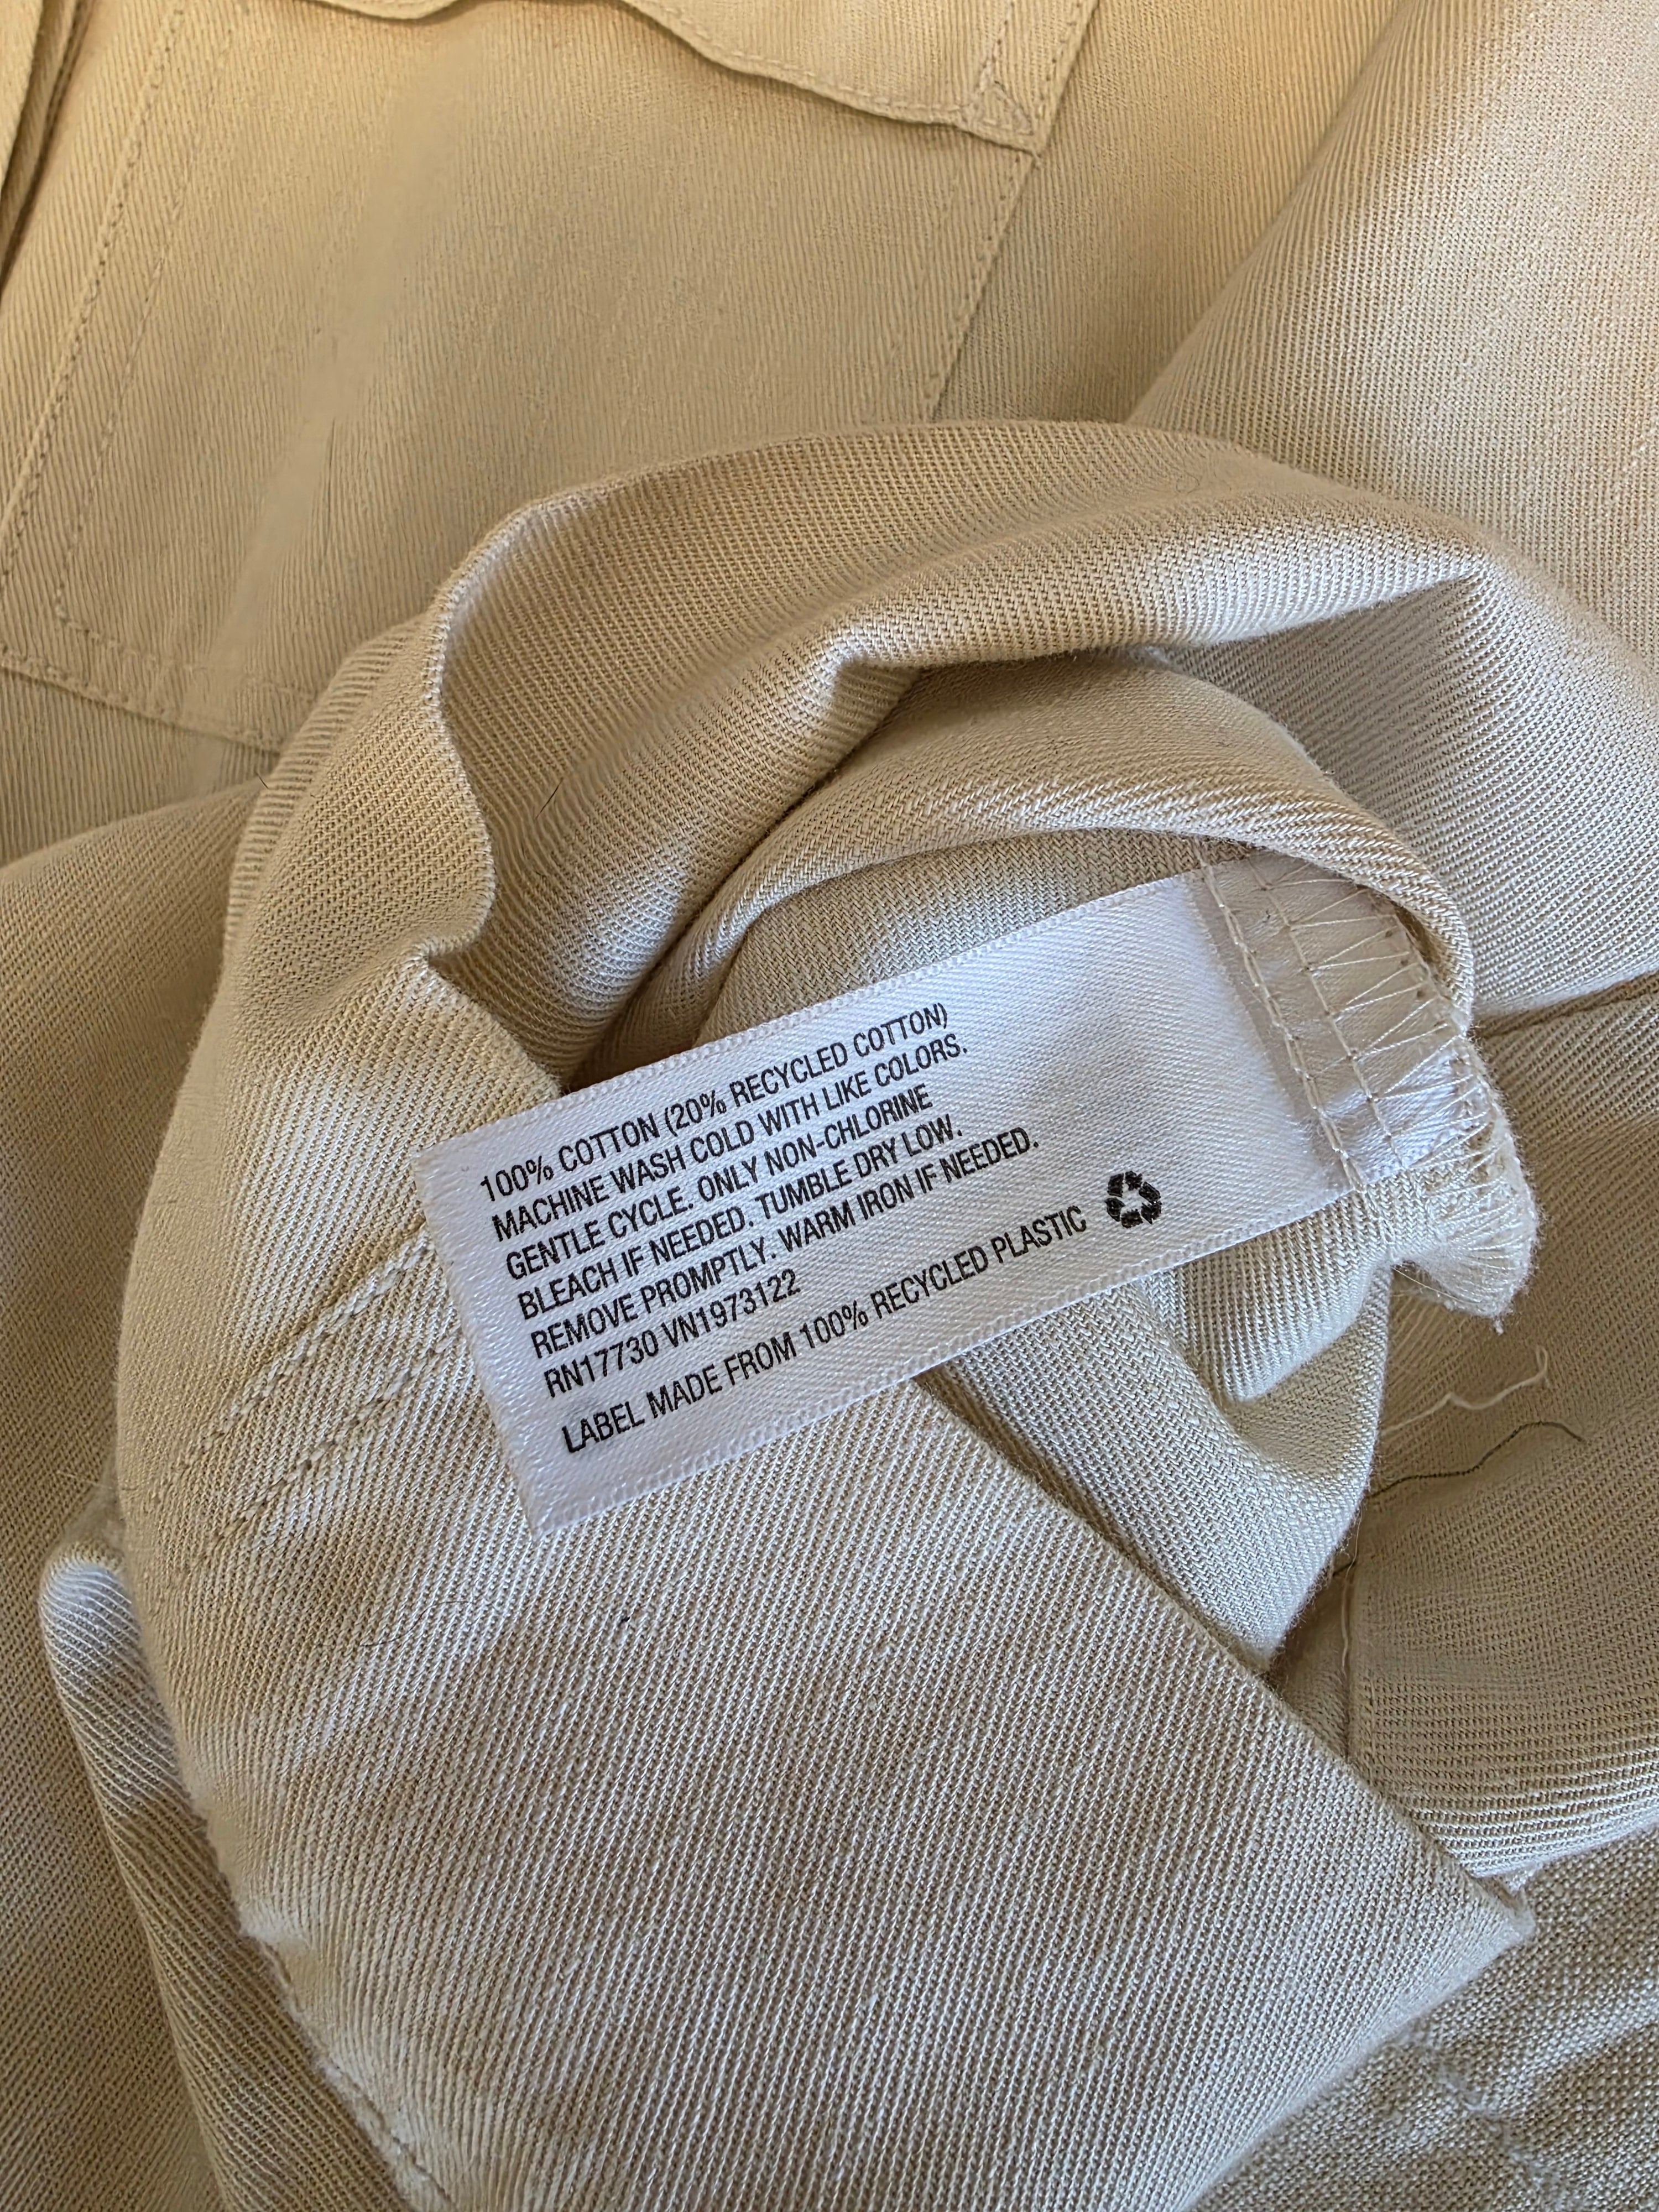 100% COTTON (20% RECYCLED COTTON)
MACHINE WASH COLD WITH LIKE COLORS.
GENTLE CYCLE. ONLY NON-CHLORINE
BLEACH IF NEEDED. TUMBLE DRY LOW.
REMOVE PROMPTLY. WARM IRON IF NEEDED.
RN17730 VN1973122
LABEL MADE FROM 100% RECYCLED PLASTIC